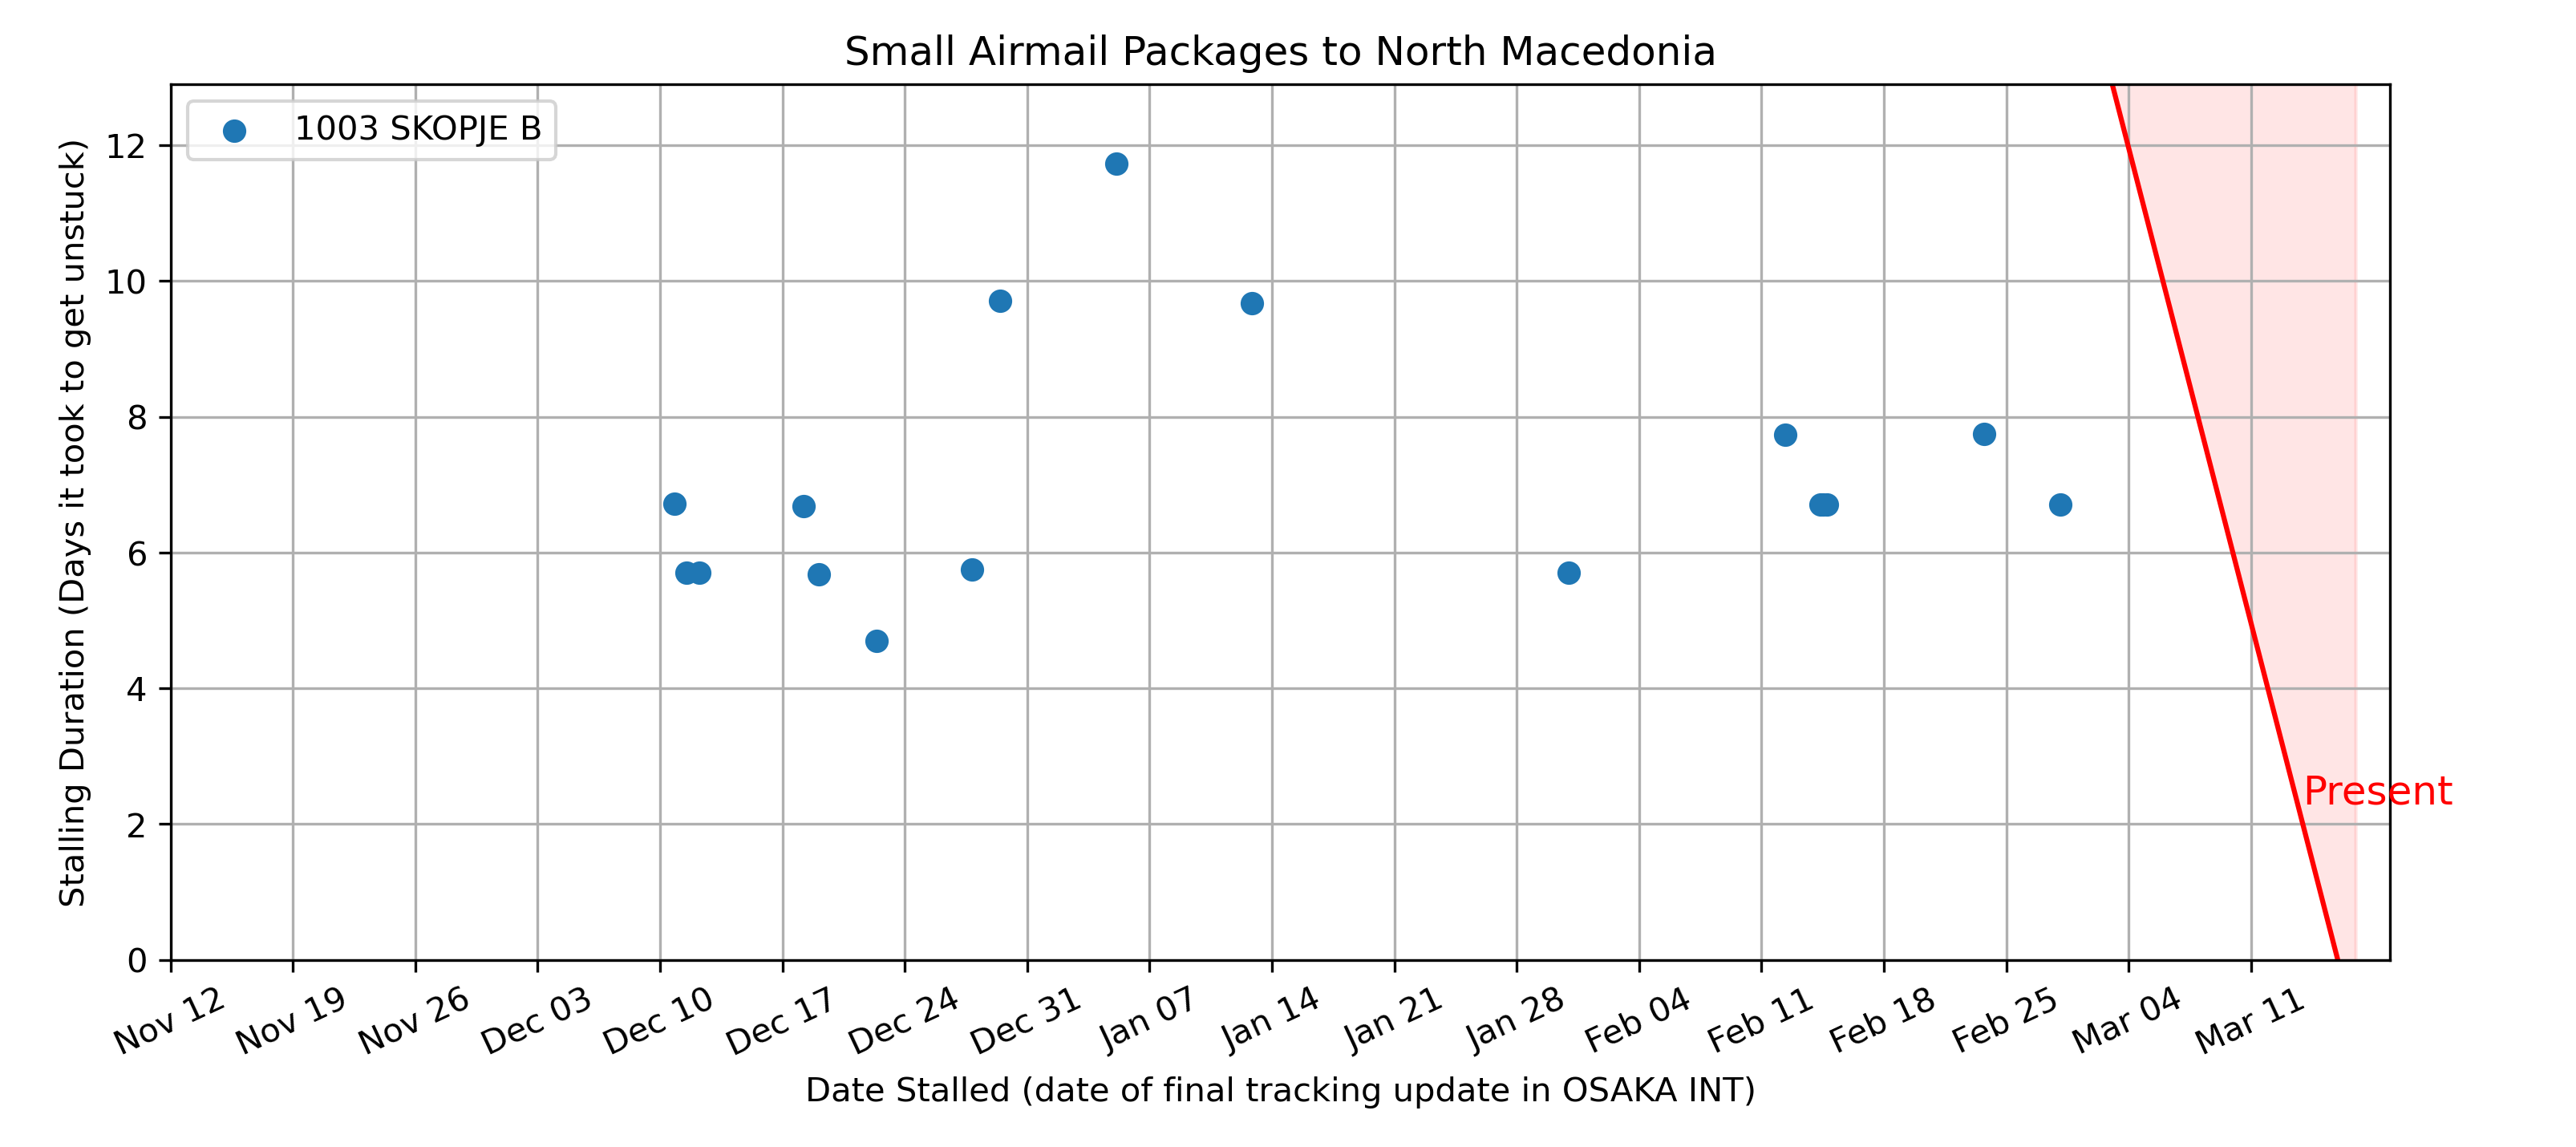 Small Airmail Packages to North Macedonia
1003 SKOPJE B
Stalling Duration (Days it took to get unstuck)
12
10
8
6
4
2
0
Present
Nov 12
Nov 19
Nov 26
Dec 03
Dec 10
Dec 17
Dec 24
Dec 31
Jan 07
Jan 14
Jan 21
Jan 28
Feb 04
Feb 11
Feb 18
Feb 25
Mar 04
Mar 11
Date Stalled (date of final tracking update in OSAKA INT)